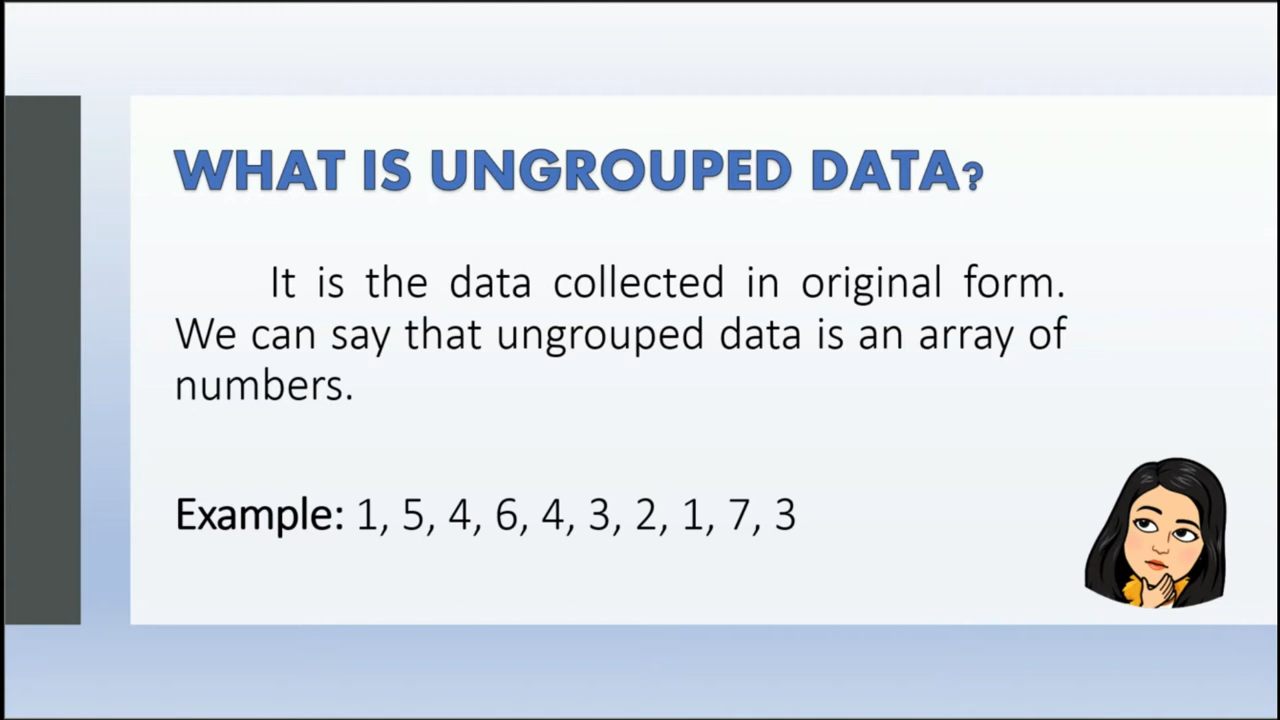 WHAT IS UNGROUPED DATA?
It is the data collected in original form.
We can say that ungrouped data is an array of
numbers.
Example: 1, 5, 4, 6, 4, 3, 2, 1, 7, 3